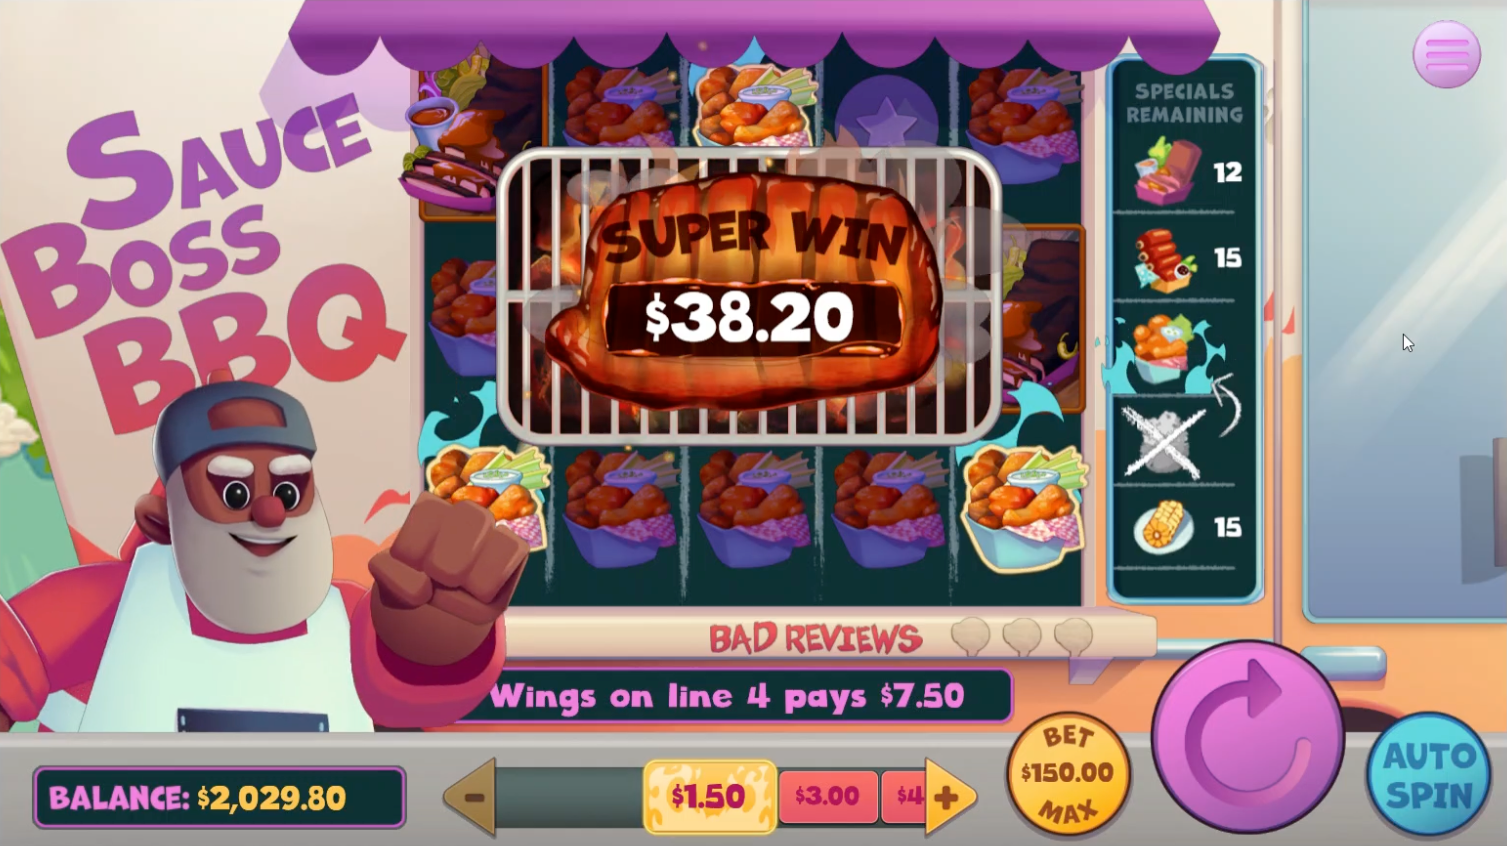 SAUCE
BOSS
BBQ
SPECIALS
REMAINING
12
15
15
SUPER WIN
$38.20
BAD REVIEWS
Wings on line 4 pays $7.50
BALANCE: $2,029.80
-
$1.50
$3.00
$4
+
BET
$150.00
MAX
AUTO
SPIN